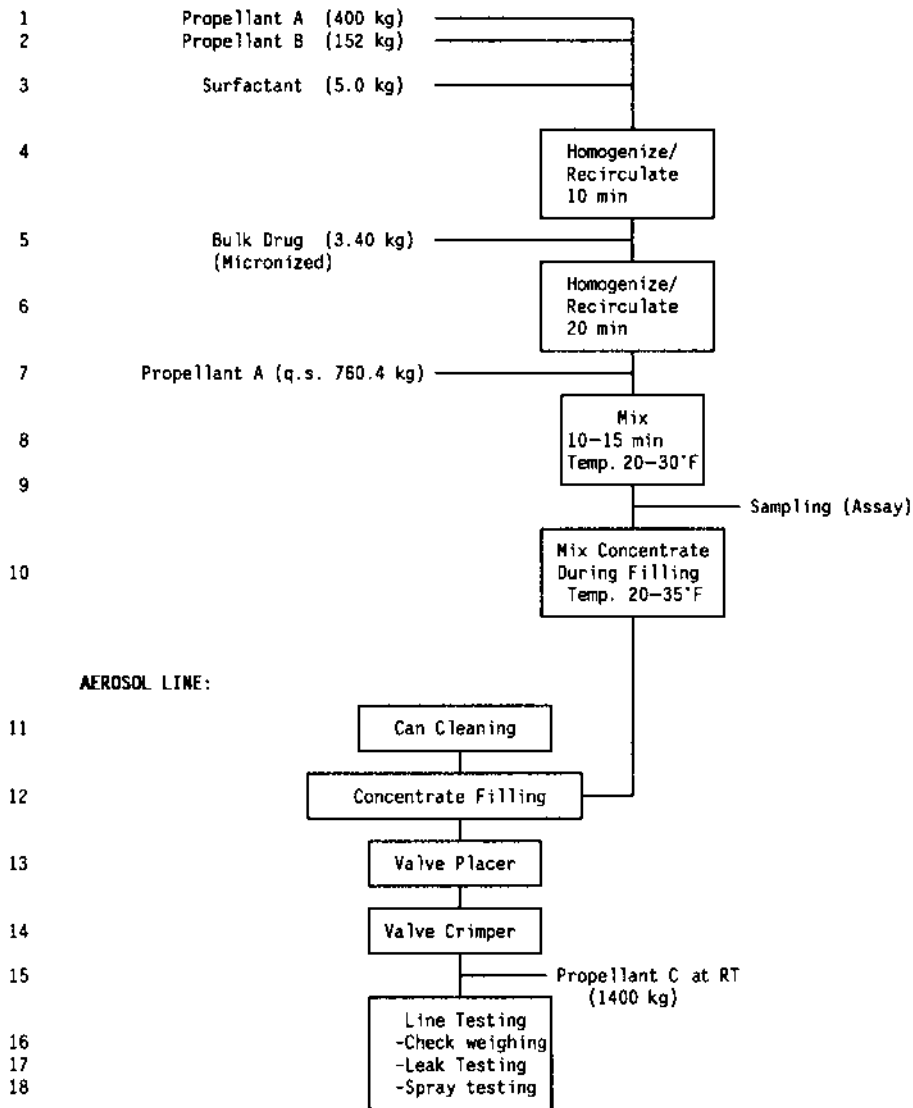 1 Propellant A (400 kg)
2 Propellant B (152 kg)
3 Surfactant (5.0 kg)
4 Homogenize/
Recirculate
10 min
5 Bulk Drug (3.40 kg)
(Micronized)
6 Homogenize/
Recirculate
20 min
7 Propellant A (q.s. 760.4 kg)
8 Mix
10-15 min
Temp. 20-30°F
9 Sampling (Assay)
10 Mix Concentrate
During Filling
Temp. 20-35°F
AEROSOL LINE:
11 Can Cleaning
12 Concentrate Filling
13 Valve Placer
14 Valve Crimper
15 Propellant C at RT
(1400 kg)
Line Testing
16 -Check weighing
17 -Leak Testing
18 -Spray testing